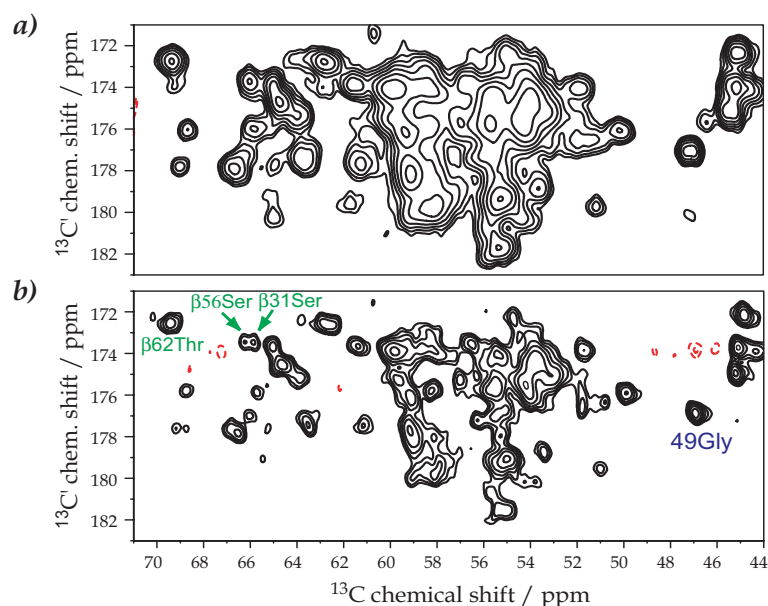 a)
172
174
176
178
180
182
¹³C' chem. shift / ppm
b)
β56Ser β31Ser
β62Thr
49Gly
172
174
176
178
180
182
¹³C' chem. shift / ppm
70 68 66 64 62 60 58 56 54 52 50 48 46 44
¹³C chemical shift / ppm